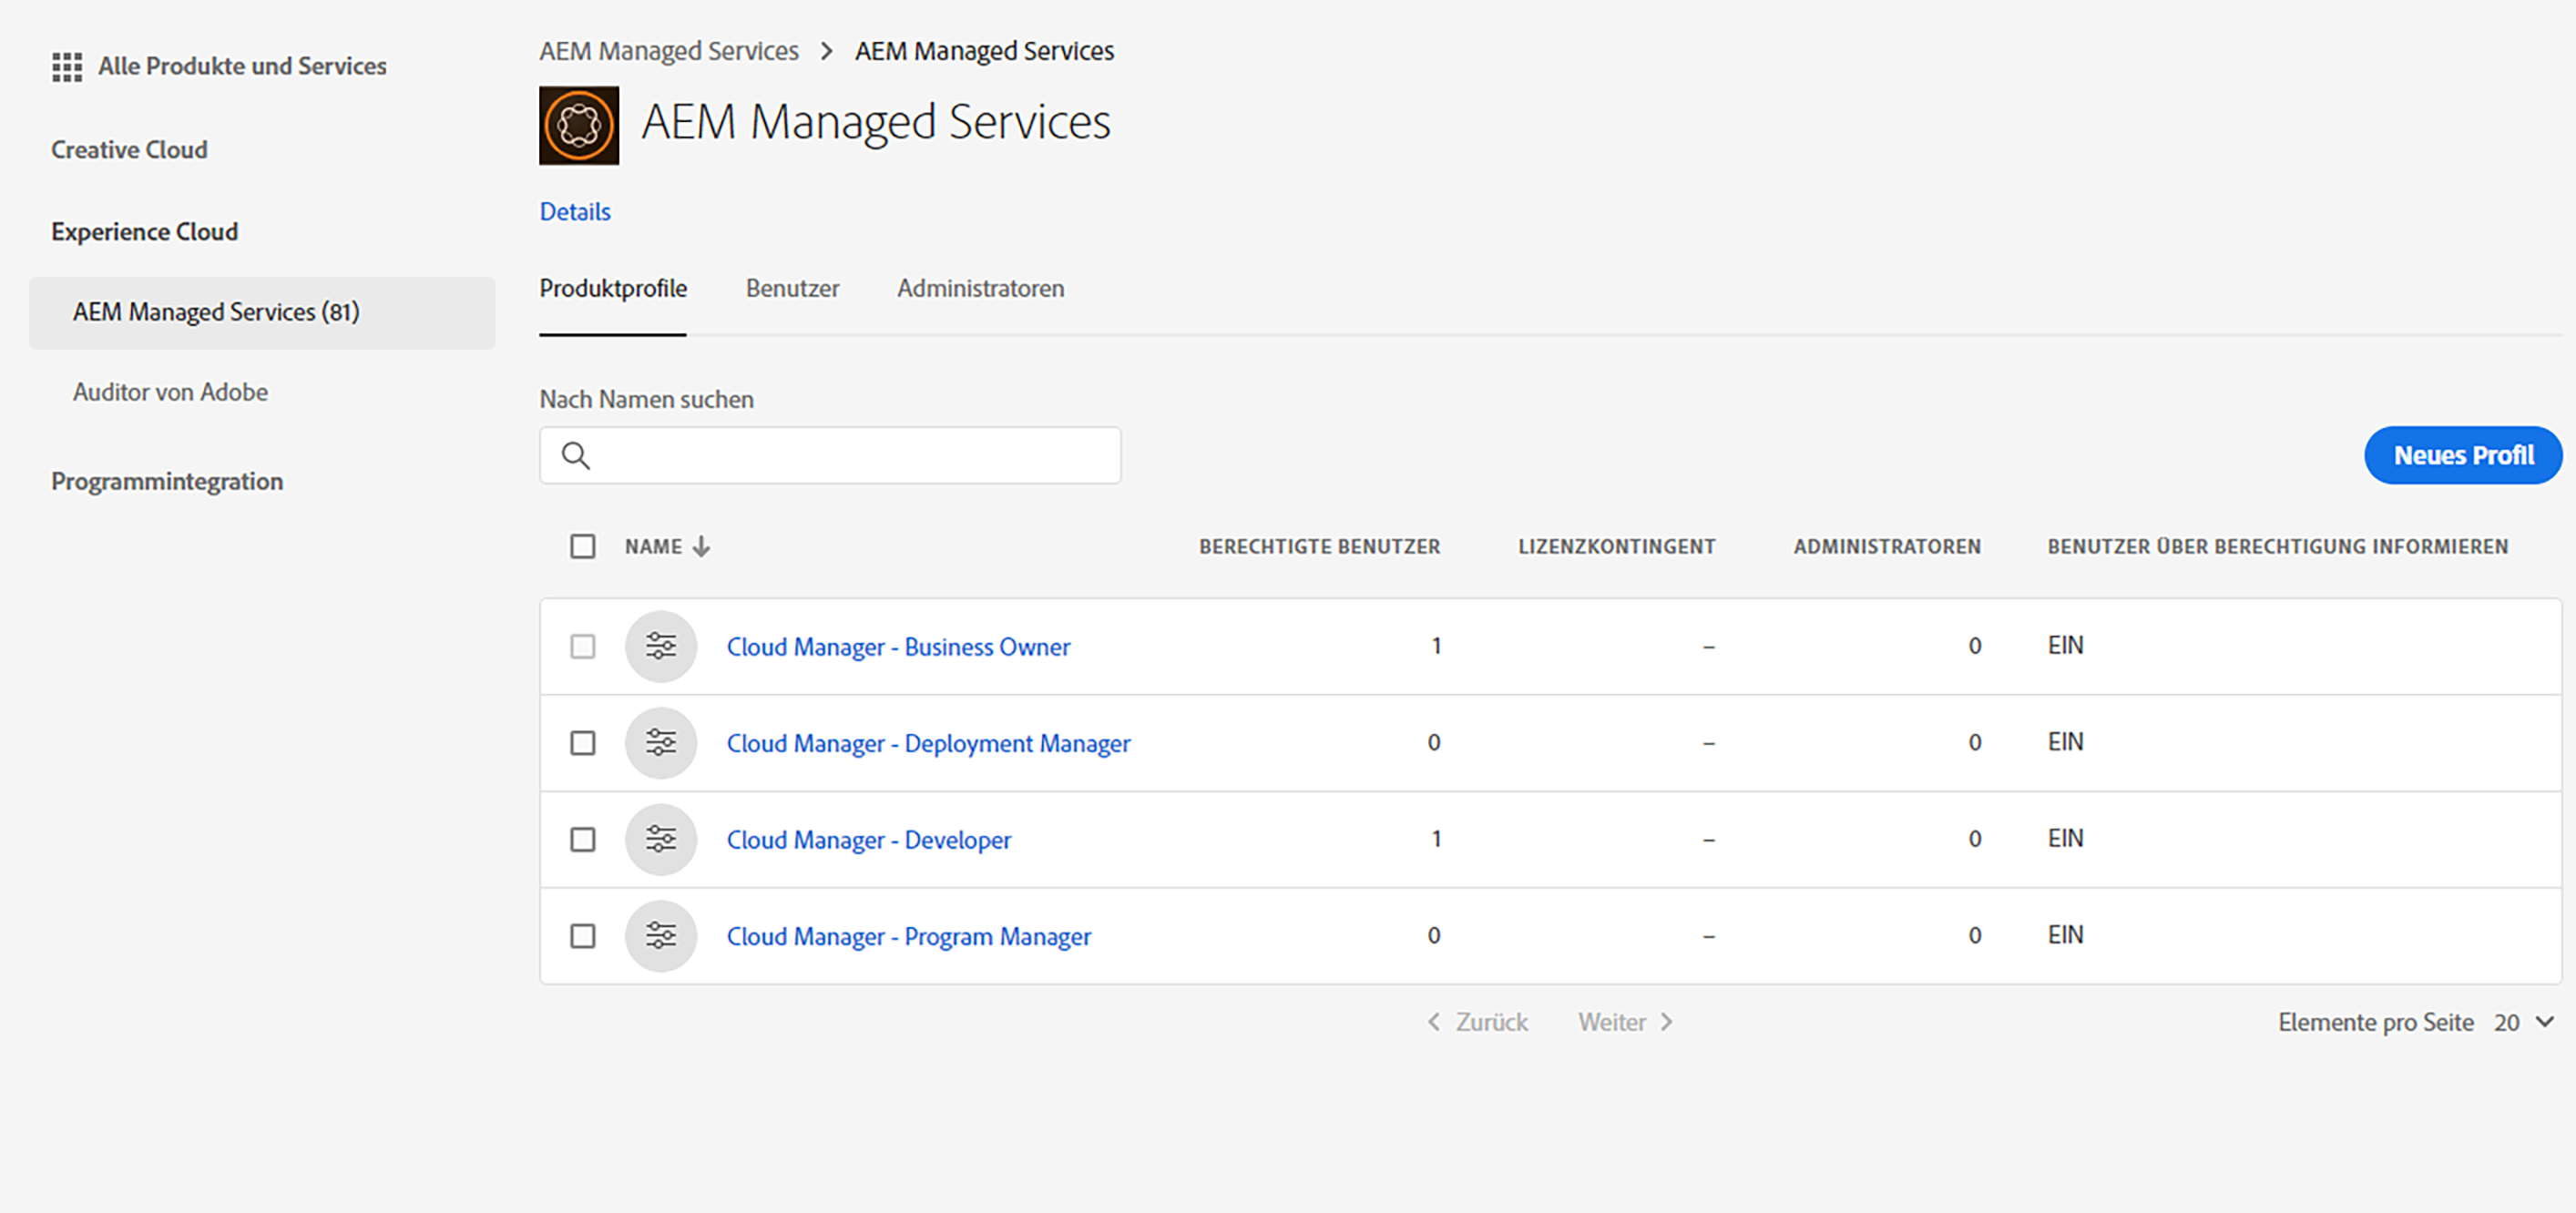 Alle Produkte und Services
Creative Cloud
Experience Cloud
AEM Managed Services (81)
Auditor von Adobe
Programmintegration
AEM Managed Services > AEM Managed Services
AEM Managed Services
Details
Produktprofile Benutzer Administratoren
Nach Namen suchen
Neues Profil
NAME BERECHTIGTE BENUTZER LIZENZKONTINGENT ADMINISTRATOREN BENUTZER ÜBER BERECHTIGUNG INFORMIEREN
Cloud Manager - Business Owner 1 – 0 EIN
Cloud Manager - Deployment Manager 0 – 0 EIN
Cloud Manager - Developer 1 – 0 EIN
Cloud Manager - Program Manager 0 – 0 EIN
< Zurück Weiter > Elemente pro Seite 20